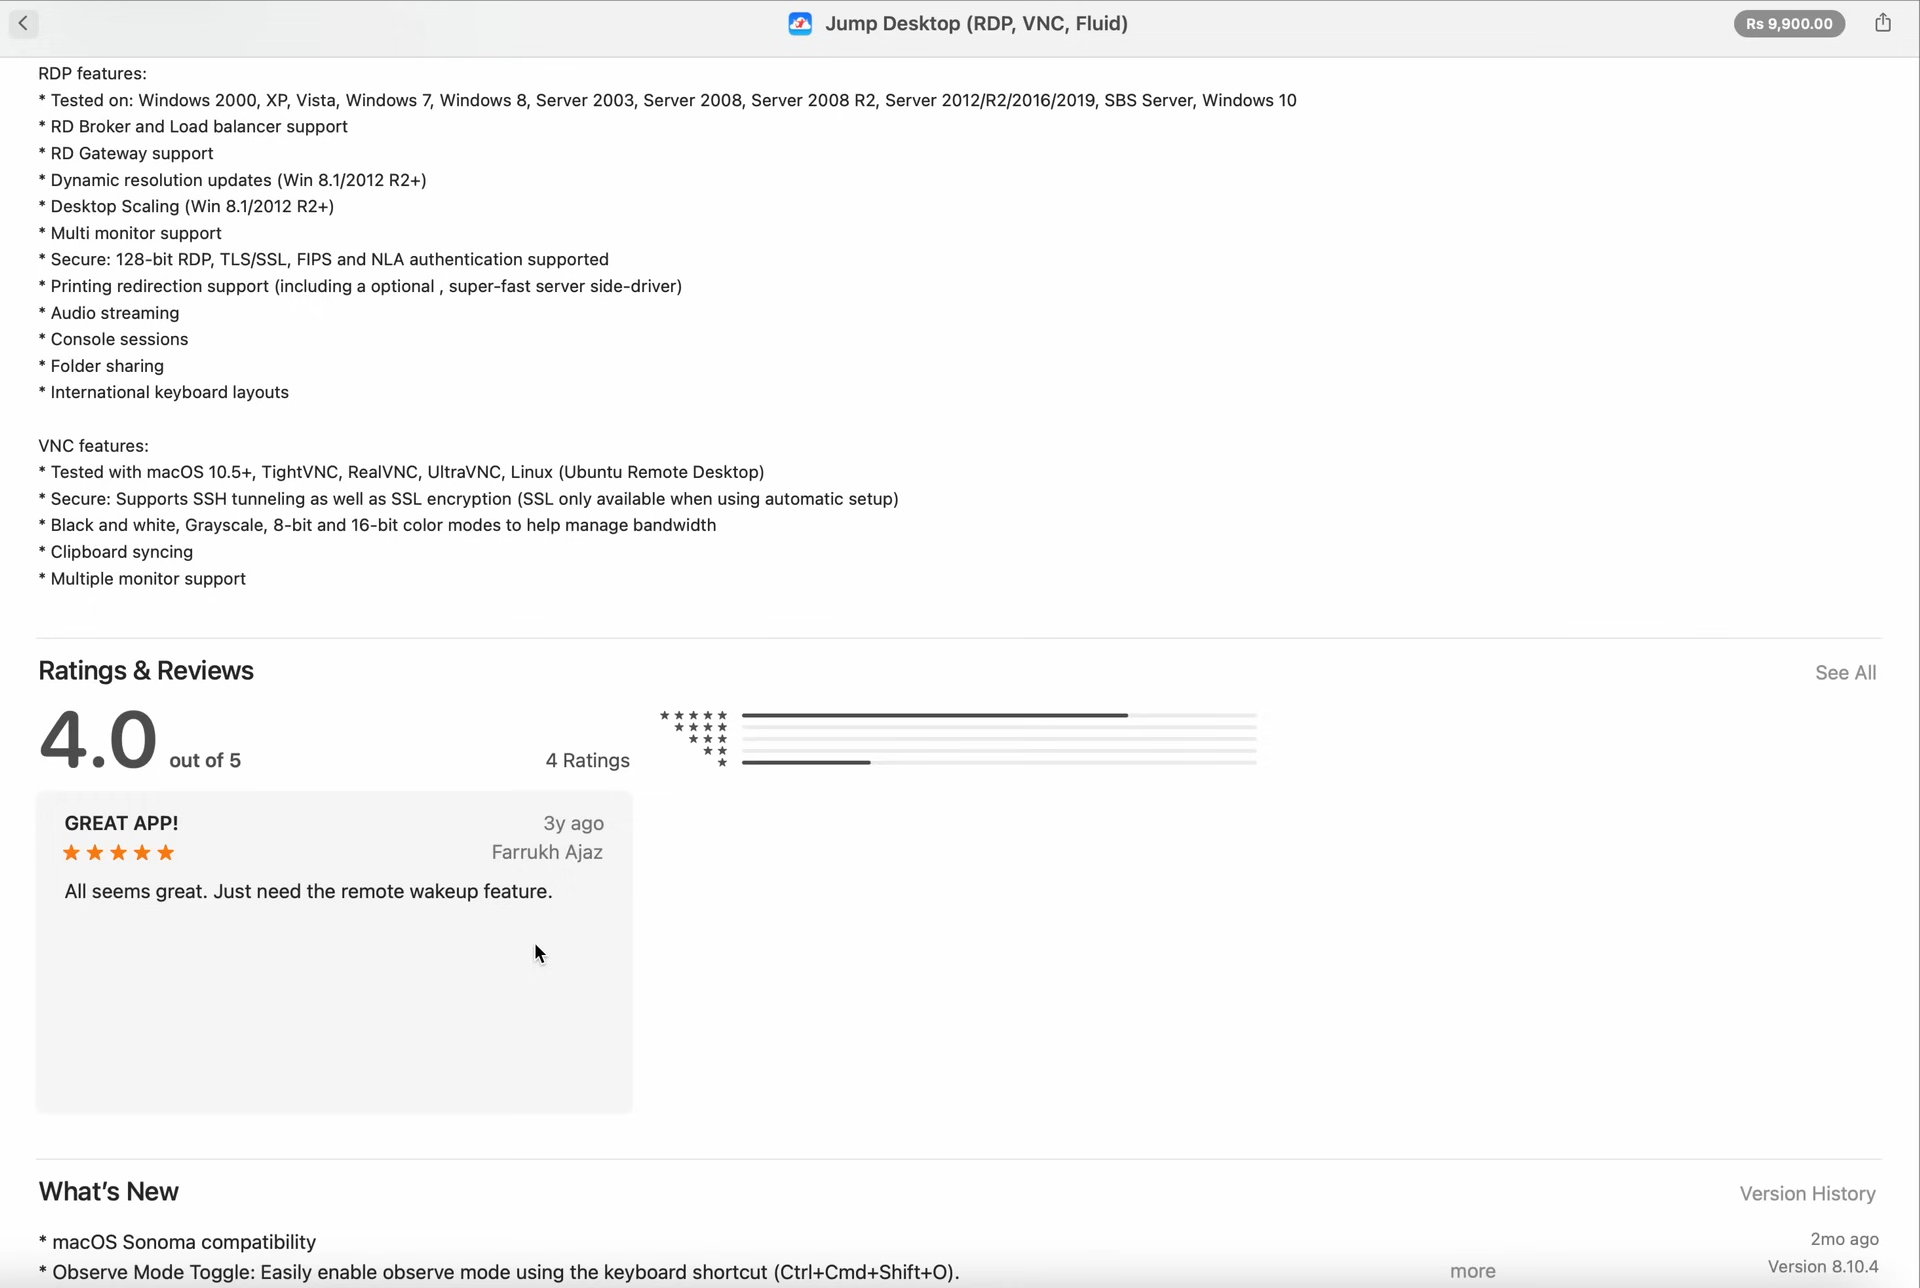 Jump Desktop (RDP, VNC, Fluid)
Rs 9,900.00
RDP features:
* Tested on: Windows 2000, XP, Vista, Windows 7, Windows 8, Server 2003, Server 2008, Server 2008 R2, Server 2012/R2/2016/2019, SBS Server, Windows 10
* RD Broker and Load balancer support
* RD Gateway support
* Dynamic resolution updates (Win 8.1/2012 R2+)
* Desktop Scaling (Win 8.1/2012 R2+)
* Multi monitor support
* Secure: 128-bit RDP, TLS/SSL, FIPS and NLA authentication supported
* Printing redirection support (including a optional , super-fast server side-driver)
* Audio streaming
* Console sessions
* Folder sharing
* International keyboard layouts
VNC features:
* Tested with macOS 10.5+, TightVNC, RealVNC, UltraVNC, Linux (Ubuntu Remote Desktop)
* Secure: Supports SSH tunneling as well as SSL encryption (SSL only available when using automatic setup)
* Black and white, Grayscale, 8-bit and 16-bit color modes to help manage bandwidth
* Clipboard syncing
* Multiple monitor support
Ratings & Reviews
See All
4.0 out of 5
4 Ratings
GREAT APP!
3y ago
Farrukh Ajaz
All seems great. Just need the remote wakeup feature.
What's New
Version History
* macOS Sonoma compatibility
2mo ago
* Observe Mode Toggle: Easily enable observe mode using the keyboard shortcut (Ctrl+Cmd+Shift+O).
more
Version 8.10.4